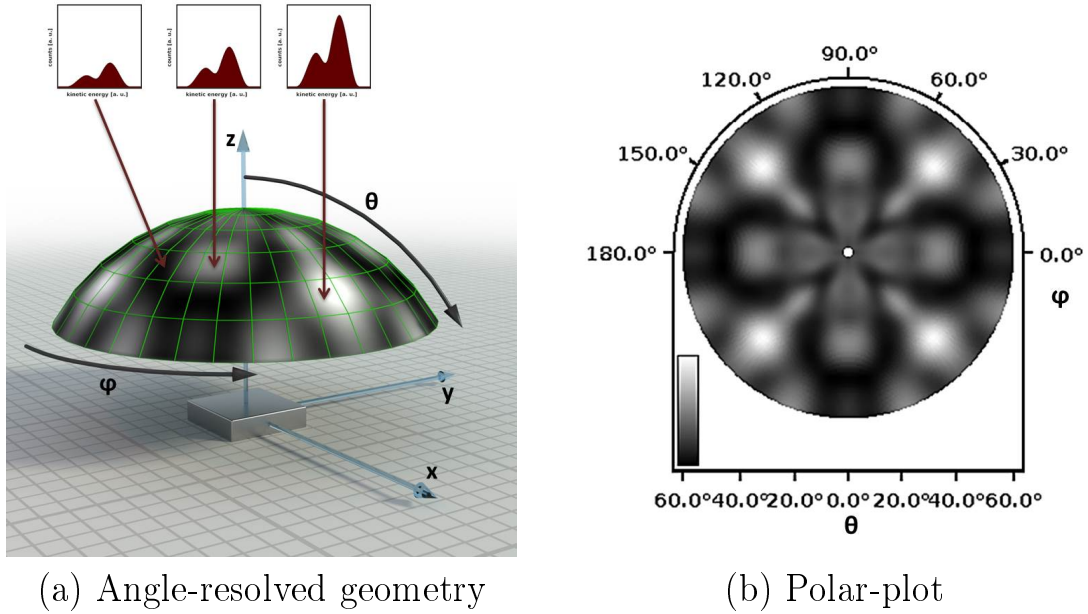 counts [a. u.]
kinetic energy [a. u.]
counts [a. u.]
kinetic energy [a. u.]
counts [a. u.]
kinetic energy [a. u.]
z
θ
φ
y
x
(a) Angle-resolved geometry
90.0°
120.0°
60.0°
150.0°
30.0°
180.0°
0.0°
φ
60.0°40.0°20.0°0.0°20.0°40.0°60.0°
θ
(b) Polar-plot